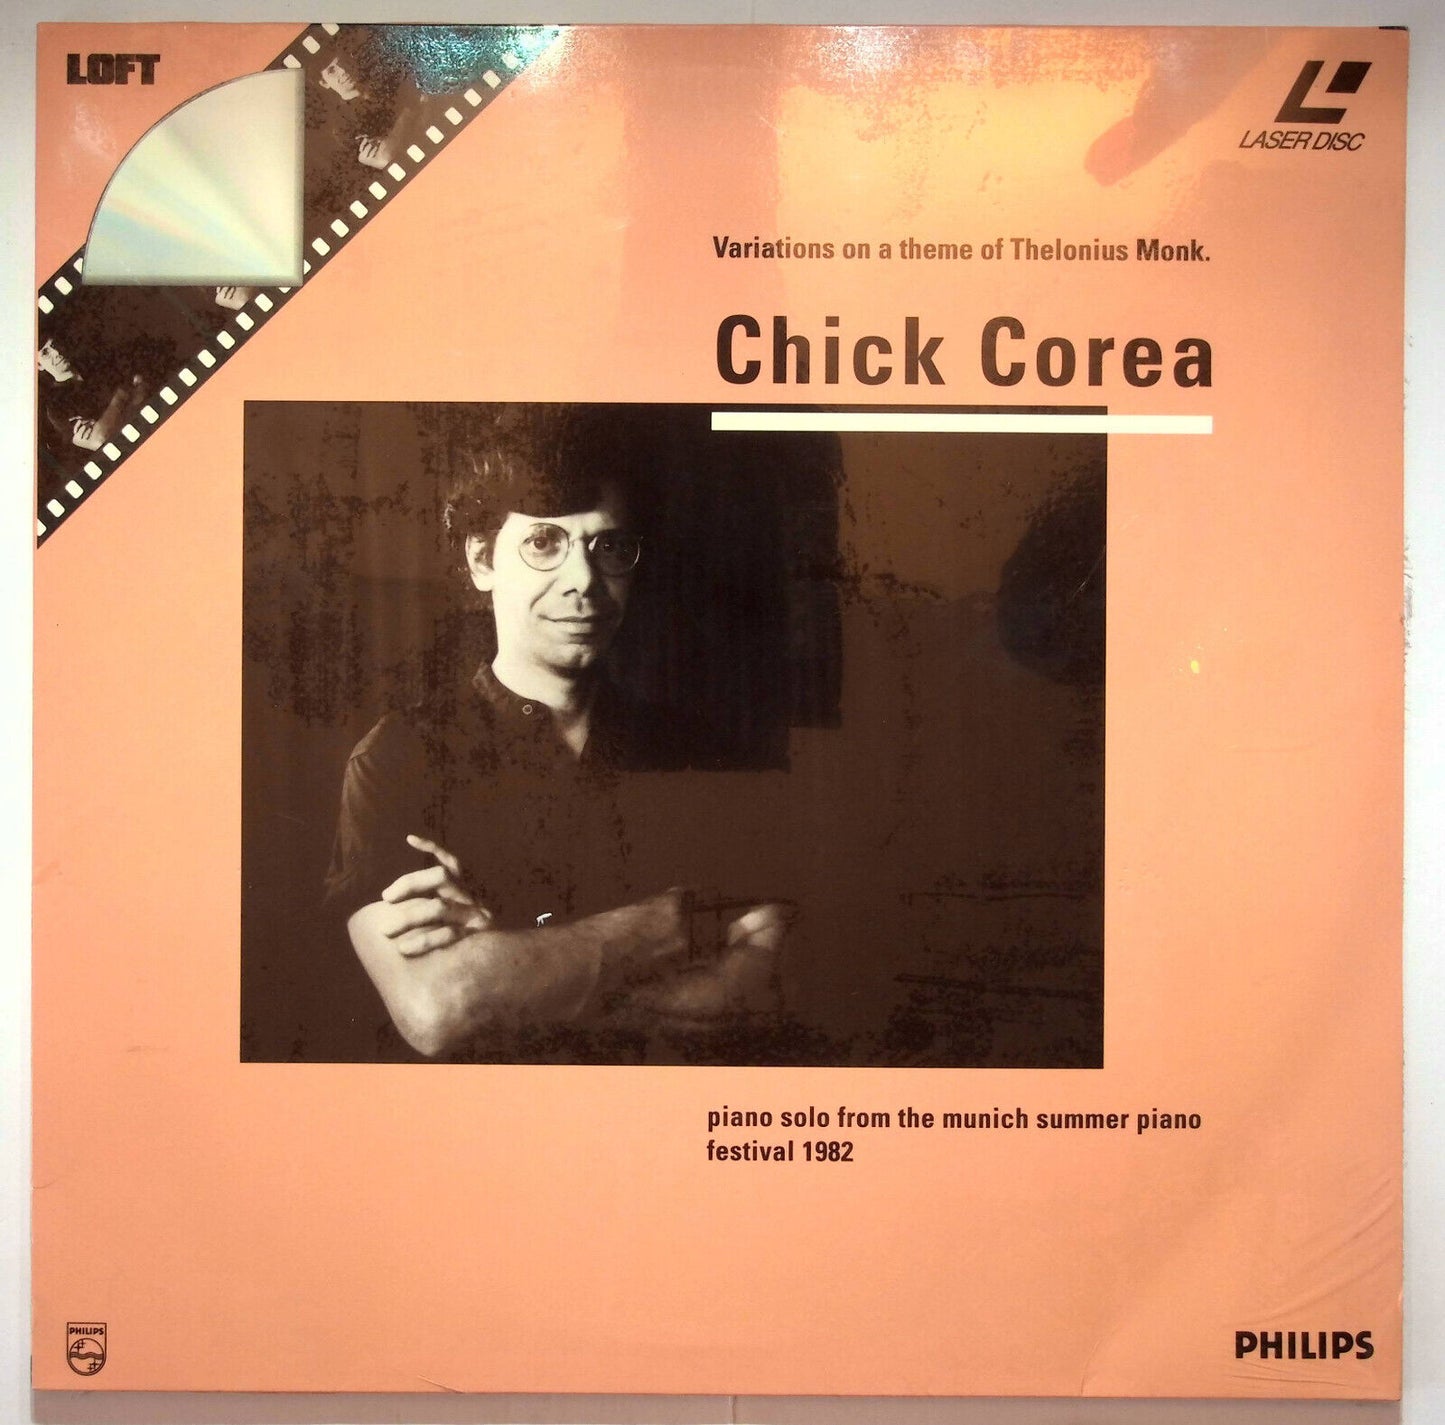 LOFT
LASER DISC
Variations on a theme of Thelonius Monk.
Chick Corea
piano solo from the munich summer piano
festival 1982
PHILIPS
PHILIPS